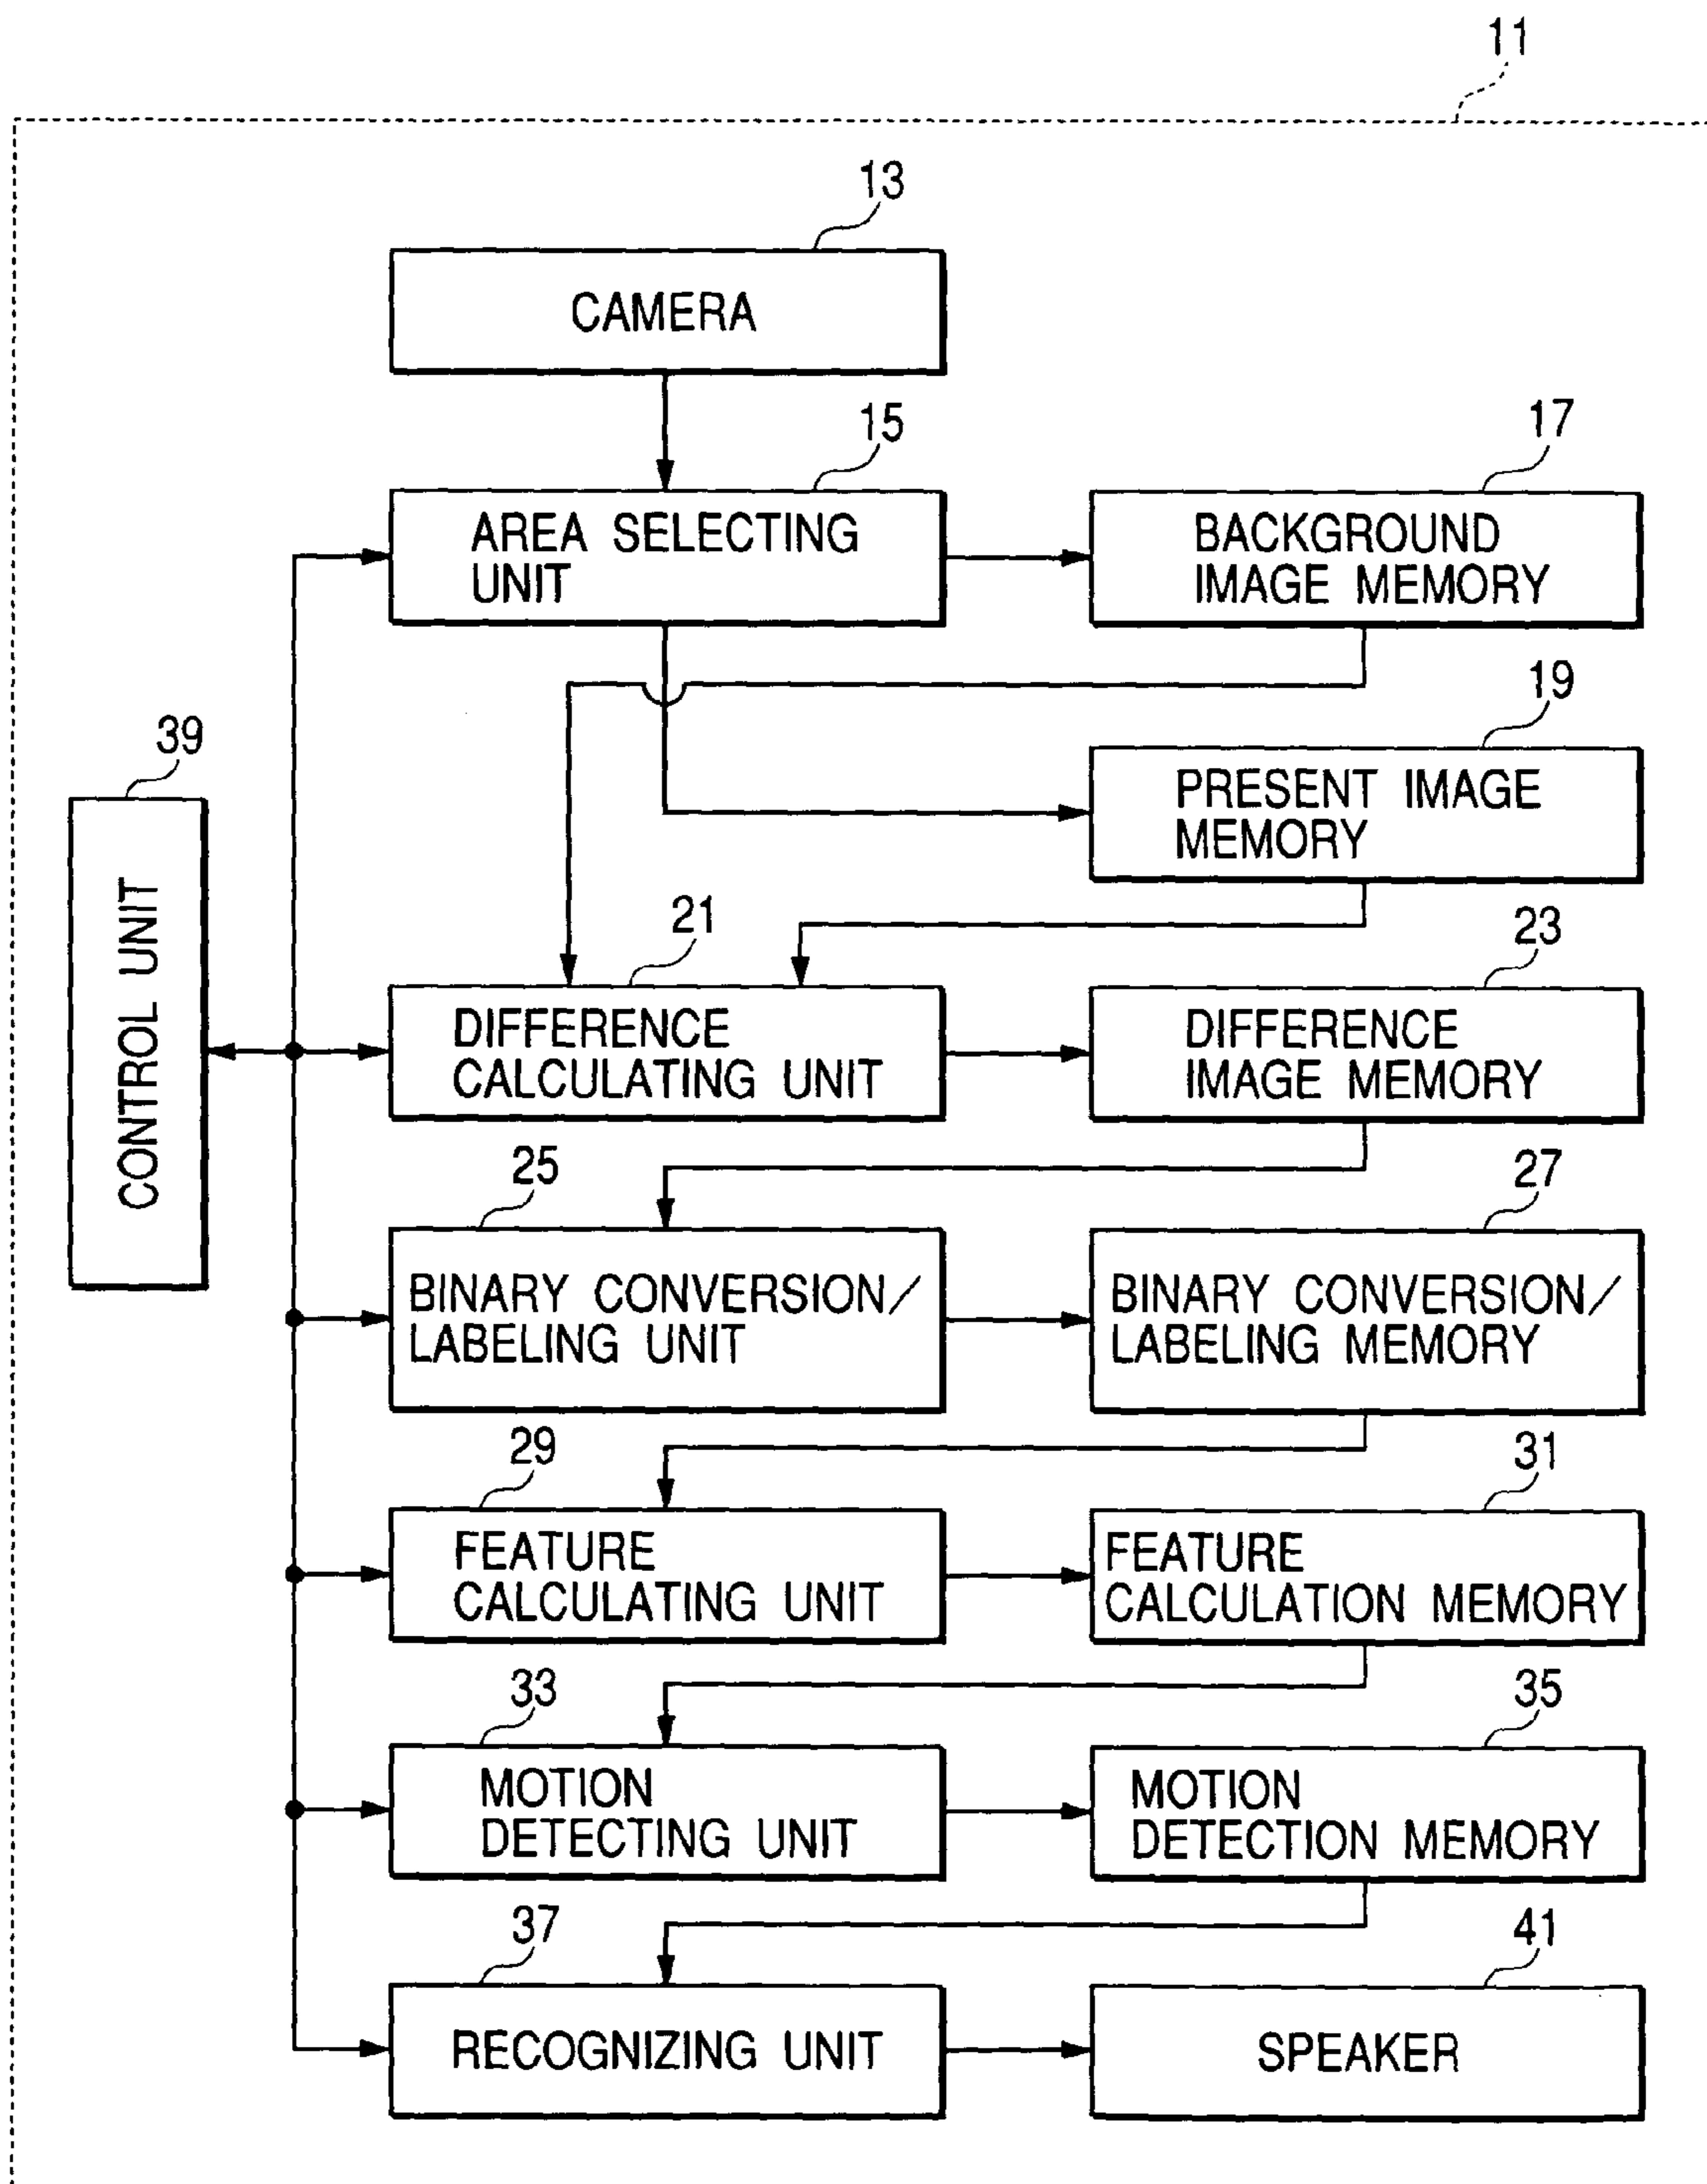 11
13
CAMERA
15
AREA SELECTING
UNIT
17
BACKGROUND
IMAGE MEMORY
19
PRESENT IMAGE
MEMORY
39
CONTROL UNIT
21
DIFFERENCE
CALCULATING UNIT
23
DIFFERENCE
IMAGE MEMORY
25
BINARY CONVERSION/
LABELING UNIT
27
BINARY CONVERSION/
LABELING MEMORY
29
FEATURE
CALCULATING UNIT
31
FEATURE
CALCULATION MEMORY
33
MOTION
DETECTING UNIT
35
MOTION
DETECTION MEMORY
37
RECOGNIZING UNIT
41
SPEAKER